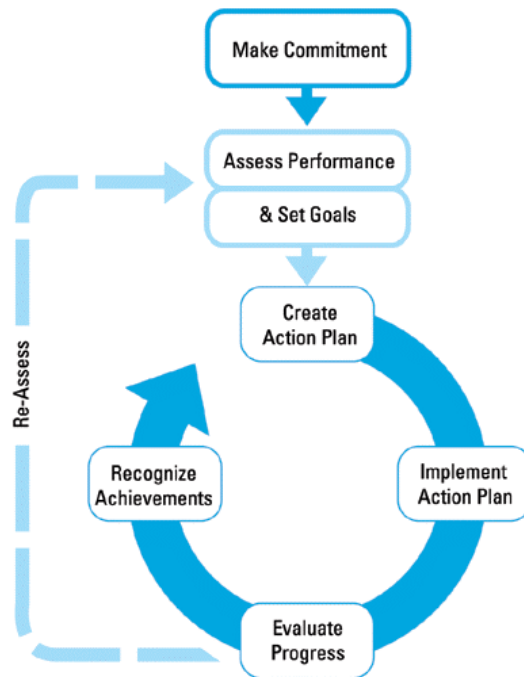 Make Commitment
Assess Performance
& Set Goals
Create
Action Plan
Re-Assess
Recognize
Achievements
Implement
Action Plan
Evaluate
Progress